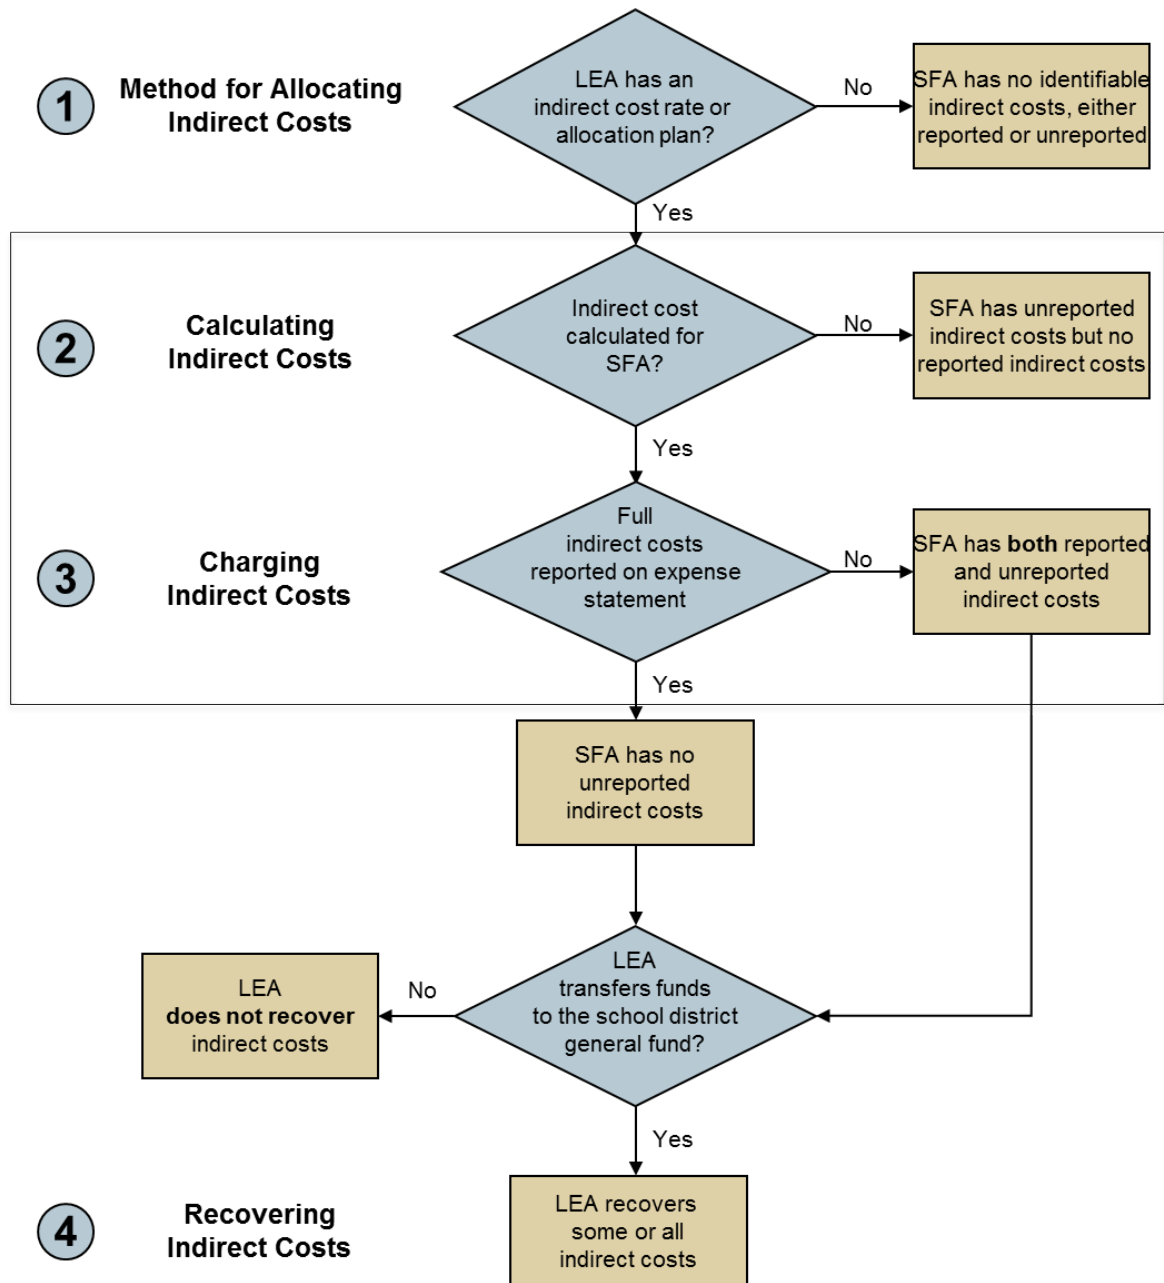 1
Method for Allocating
Indirect Costs
LEA has an
indirect cost rate or
allocation plan?
No
SFA has no identifiable
indirect costs, either
reported or unreported
Yes
2
Calculating
Indirect Costs
Indirect cost
calculated for
SFA?
No
SFA has unreported
indirect costs but no
reported indirect costs
Yes
3
Charging
Indirect Costs
Full
indirect costs
reported on expense
statement
No
SFA has both reported
and unreported
indirect costs
Yes
SFA has no
unreported
indirect costs
LEA
does not recover
indirect costs
No
LEA
transfers funds
to the school district
general fund?
Yes
4
Recovering
Indirect Costs
LEA recovers
some or all
indirect costs